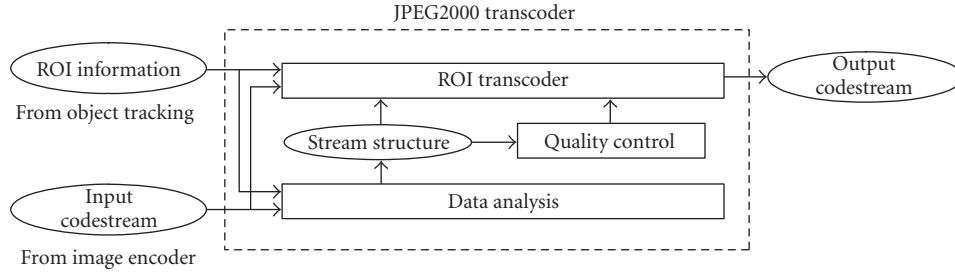 JPEG2000 transcoder
ROI information
From object tracking
ROI transcoder
Output
codestream
Stream structure
Quality control
Input
codestream
From image encoder
Data analysis